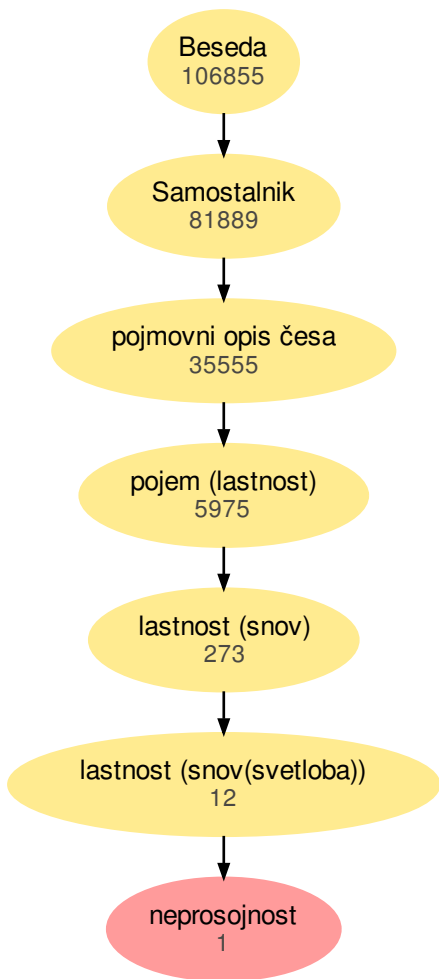 Beseda
106855
Samostalnik
81889
pojmovni opis česa
35555
pojem (lastnost)
5975
lastnost (snov)
273
lastnost (snov(svetloba))
12
neprosojnost
1